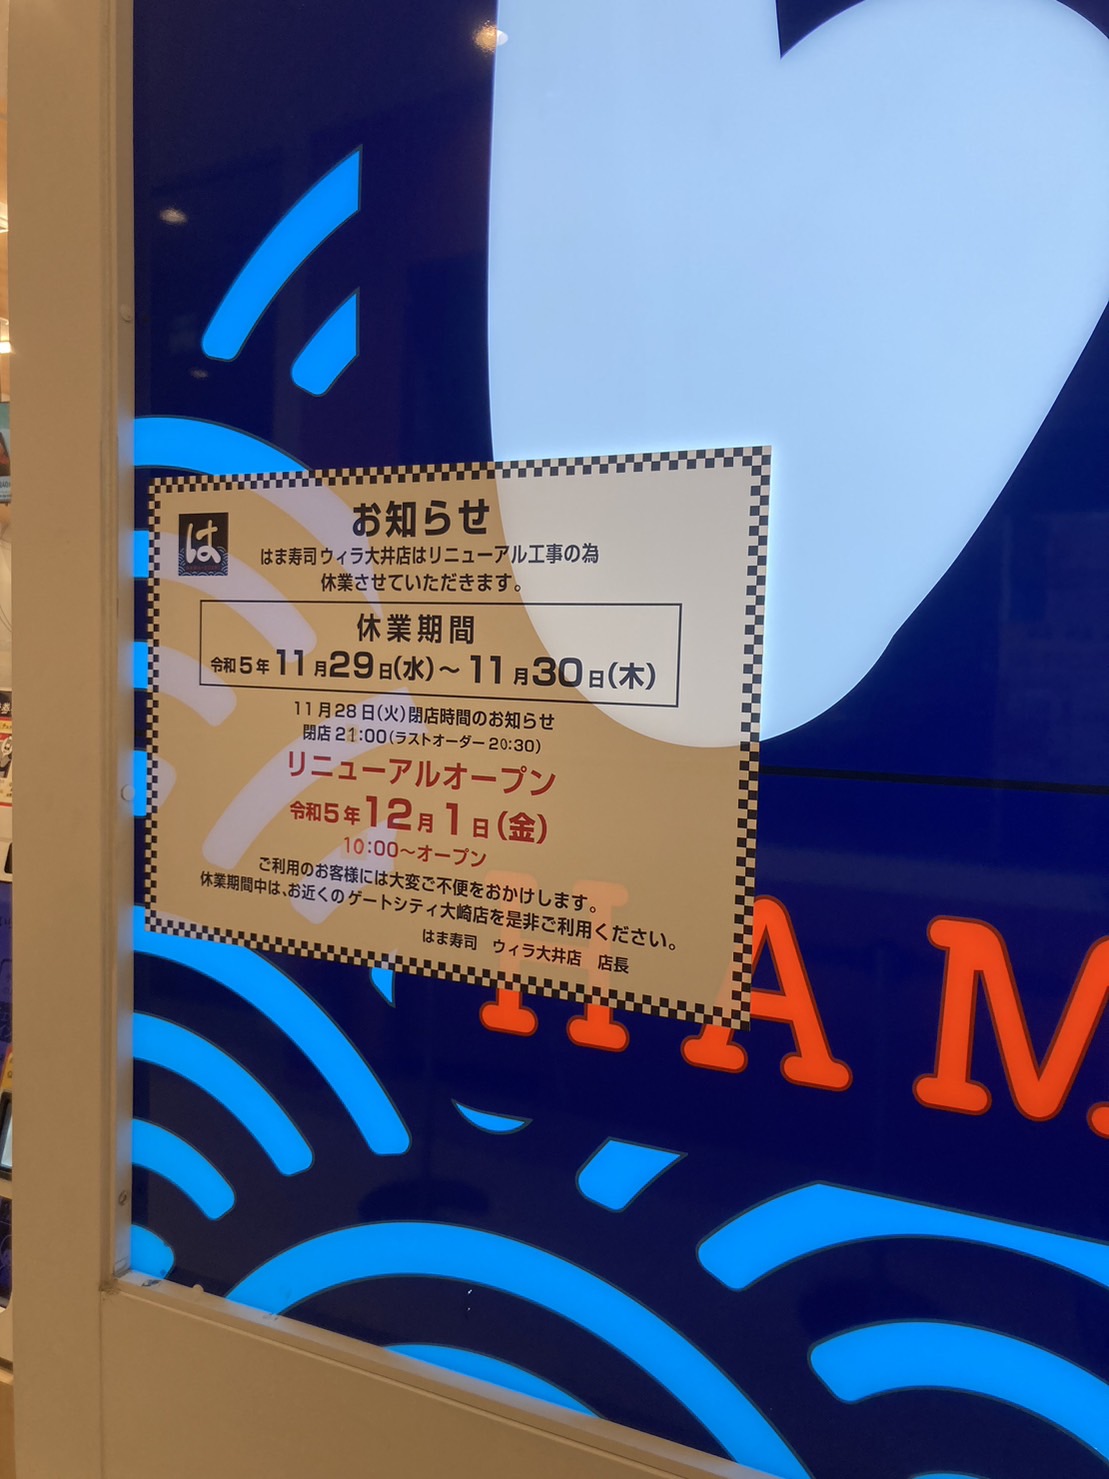 は
お知らせ
はま寿司 ウィラ大井店はリニューアル工事の為
休業させていただきます。
休業期間
令和5年11月29日(水)～11月30日(木)
11月28日(火)閉店時間のお知らせ
閉店21:00(ラストオーダー20:30)
リニューアルオープン
令和5年12月1日(金)
10:00～オープン
ご利用のお客様には大変ご不便をおかけします。
休業期間中は、お近くのゲートシティ大崎店を是非ご利用ください。
はま寿司 ウィラ大井店 店長
HAM